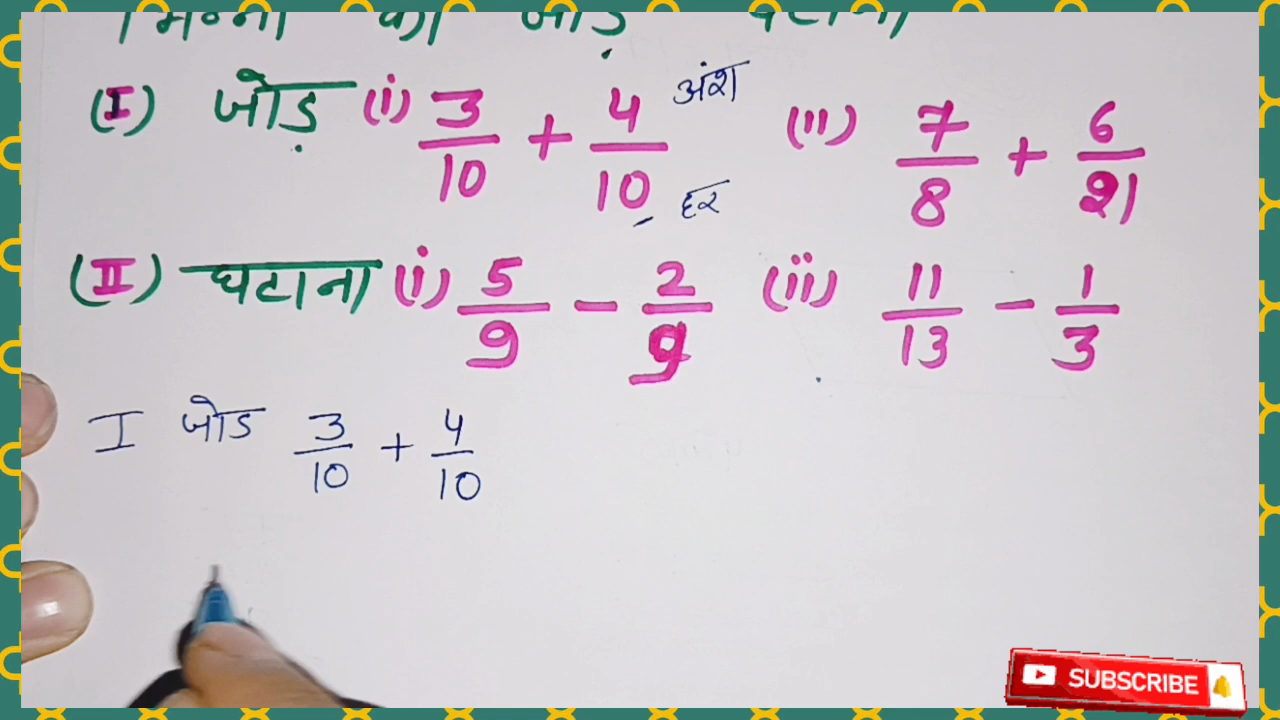 भिन्नों का जोड़ घटाना
(I) जोड़ (i) 3/10 + 4/10 अंश हर (ii) 7/8 + 6/21
(II) घटाना (i) 5/9 - 2/9 (ii) 11/13 - 1/3
I जोड 3/10 + 4/10
SUBSCRIBE